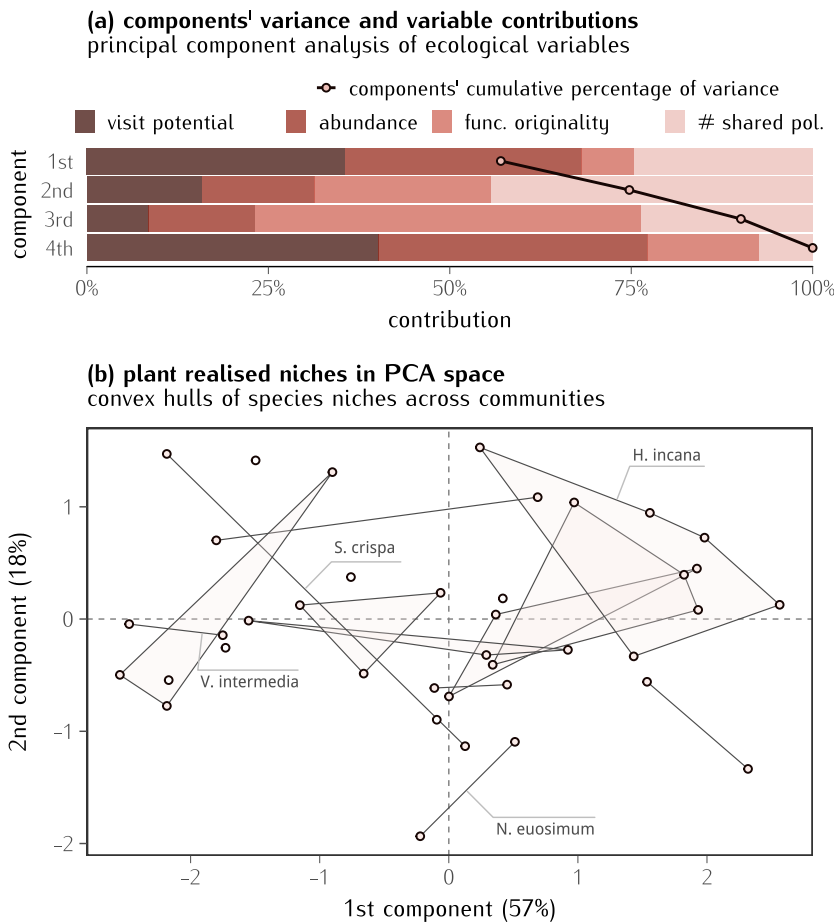 (a) components' variance and variable contributions
principal component analysis of ecological variables
components' cumulative percentage of variance
visit potential abundance func. originality # shared pol.
component
1st
2nd
3rd
4th
0% 25% 50% 75% 100%
contribution
(b) plant realised niches in PCA space
convex hulls of species niches across communities
H. incana
S. crispa
V. intermedia
N. euosimum
2nd component (18%)
1
0
−1
−2
−2 −1 0 1 2
1st component (57%)